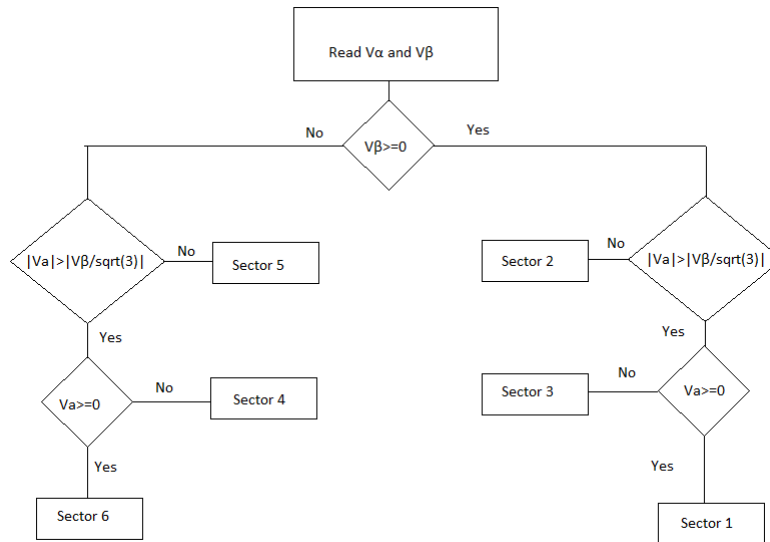 Read Vα and Vβ
No
Yes
Vβ>=0
|Va|>|Vβ/sqrt(3)|
No
Sector 5
Sector 2
No
|Va|>|Vβ/sqrt(3)|
Yes
Yes
Va>=0
No
Sector 4
Sector 3
No
Va>=0
Yes
Yes
Sector 6
Sector 1